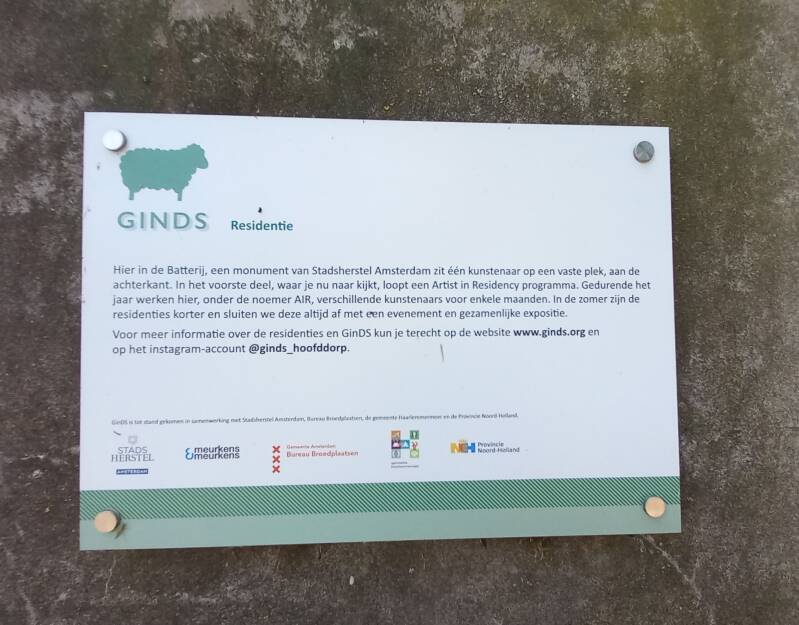 GINDS Residentie
Hier in de Batterij, een monument van Stadsherstel Amsterdam zit één kunstenaar op een vaste plek, aan de
achterkant. In het voorste deel, waar je nu naar kijkt, loopt een Artist in Residency programma. Gedurende het
jaar werken hier, onder de noemer AIR, verschillende kunstenaars voor enkele maanden. In de zomer zijn de
residenties korter en sluiten we deze altijd af met een evenement en gezamenlijke expositie.
Voor meer informatie over de residenties en GinDS kun je terecht op de website www.ginds.org en
op het instagram-account @ginds_hoofddorp.
GinDS is tot stand gekomen in samenwerking met Stadsherstel Amsterdam, Bureau Broedplaatsen, de gemeente Haarlemmermeer en de Provincie Noord-Holland.
STADS
HERSTEL
AMSTERDAM
meurkens
&meurkens
Gemeente Amsterdam
Bureau Broedplaatsen
NH
Provincie
Noord-Holland